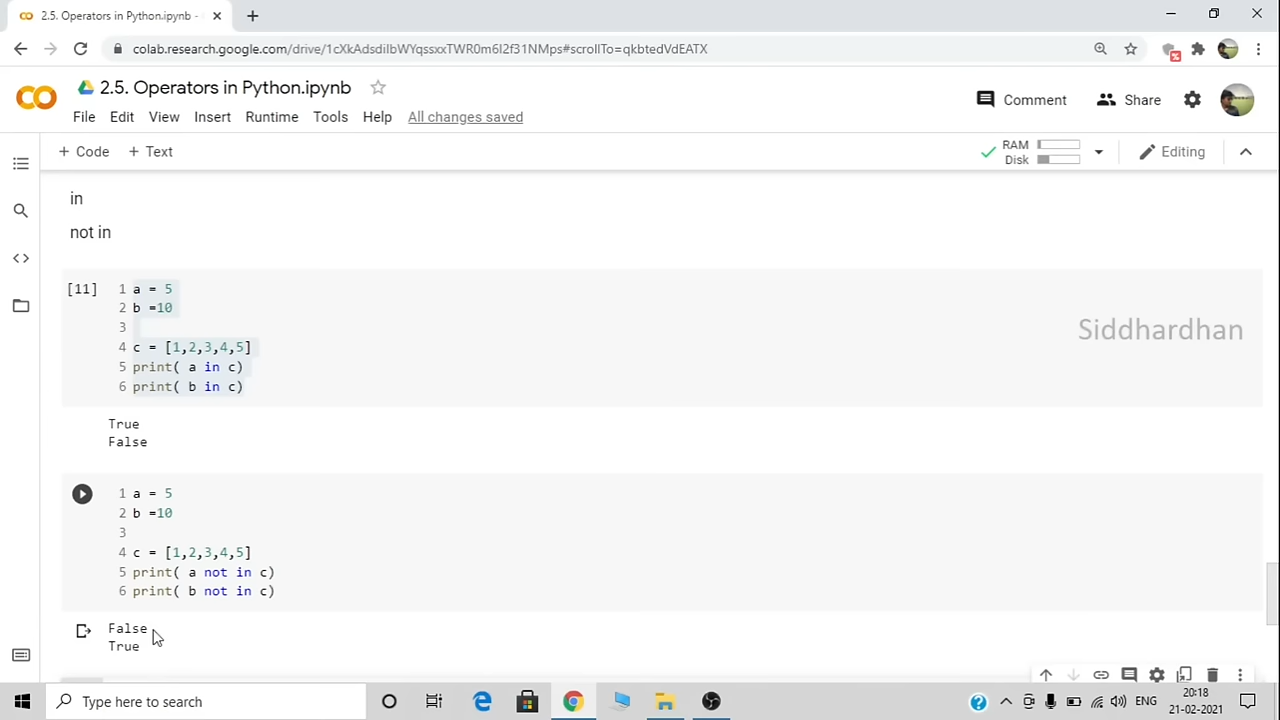 2.5. Operators in Python.ipynb -
colab.research.google.com/drive/1cXkAdsdiIbWYqssxxTWR0m6I2f31NMps#scrollTo=qkbtedVdEATX
2.5. Operators in Python.ipynb
Comment
Share
File Edit View Insert Runtime Tools Help All changes saved
+ Code + Text
RAM
Disk
Editing
in
not in
[11]
1 a = 5
2 b =10
3
4 c = [1,2,3,4,5]
5 print( a in c)
6 print( b in c)
Siddhardhan
True
False
1 a = 5
2 b =10
3
4 c = [1,2,3,4,5]
5 print( a not in c)
6 print( b not in c)
False
True
Type here to search
ENG
20:18
21-02-2021